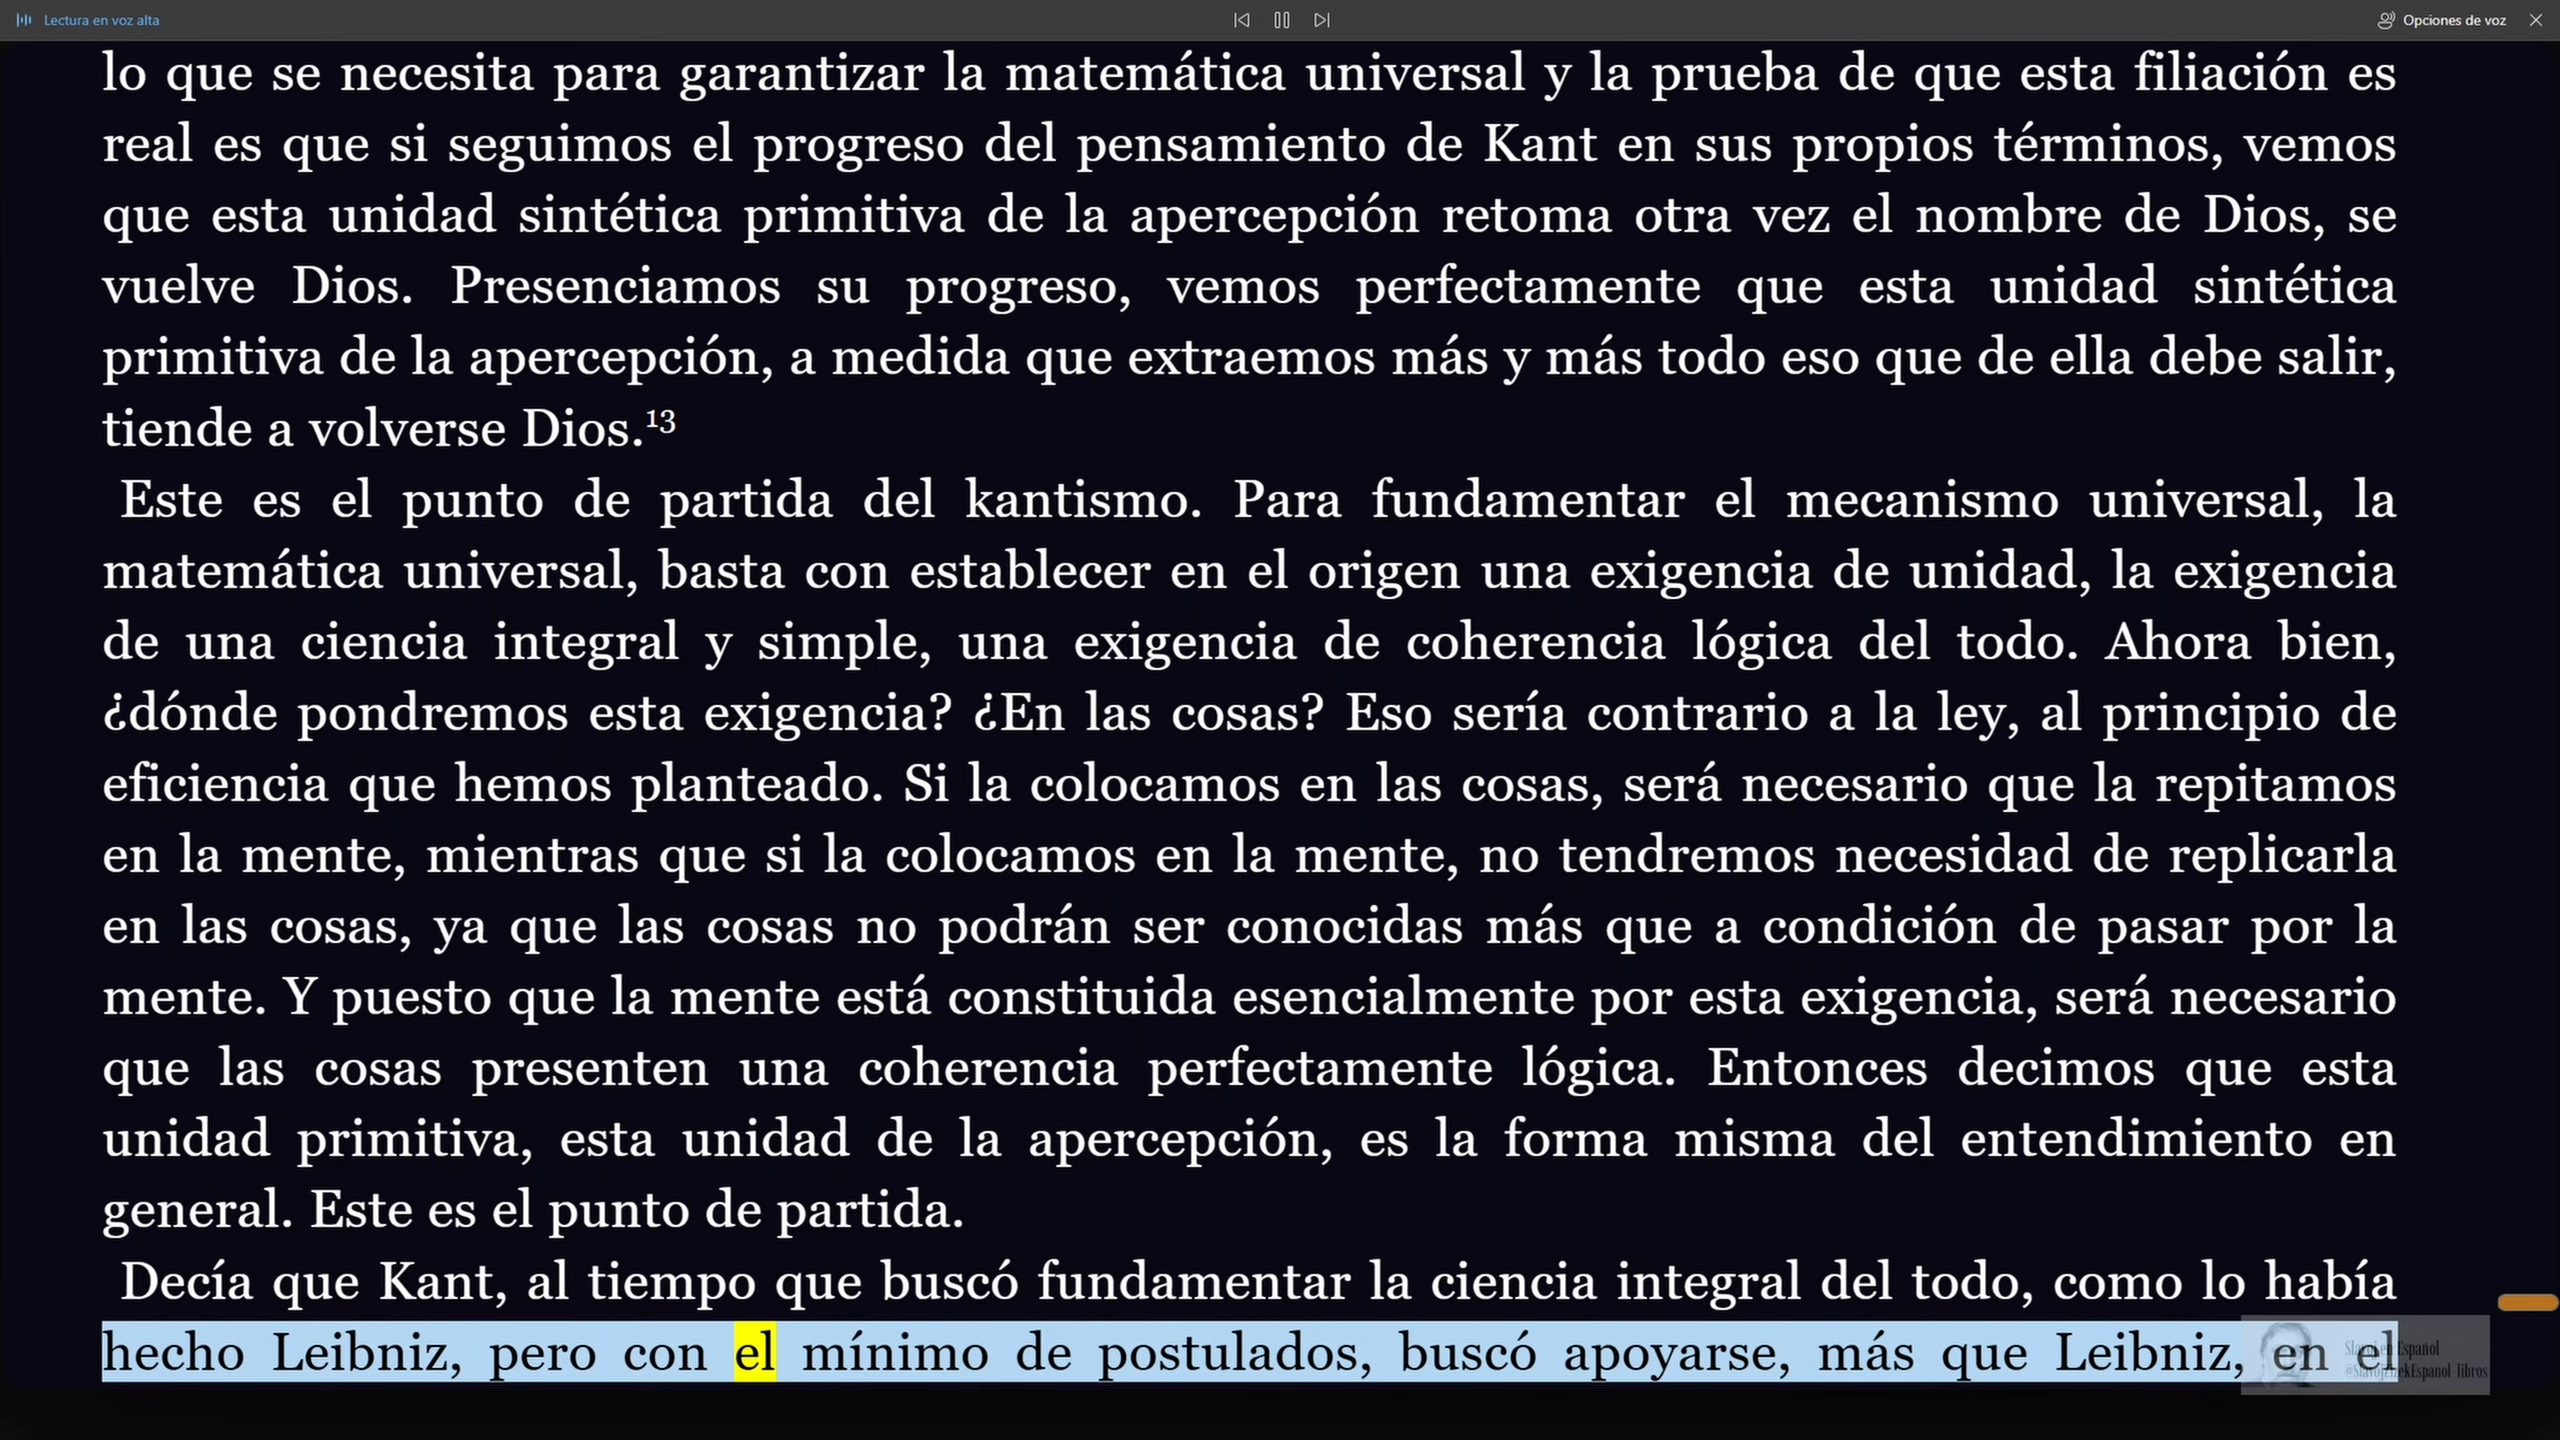 Lectura en voz alta
Opciones de voz
lo que se necesita para garantizar la matemática universal y la prueba de que esta filiación es
real es que si seguimos el progreso del pensamiento de Kant en sus propios términos, vemos
que esta unidad sintética primitiva de la apercepción retoma otra vez el nombre de Dios, se
vuelve Dios. Presenciamos su progreso, vemos perfectamente que esta unidad sintética
primitiva de la apercepción, a medida que extraemos más y más todo eso que de ella debe salir,
tiende a volverse Dios.¹³
Este es el punto de partida del kantismo. Para fundamentar el mecanismo universal, la
matemática universal, basta con establecer en el origen una exigencia de unidad, la exigencia
de una ciencia integral y simple, una exigencia de coherencia lógica del todo. Ahora bien,
¿dónde pondremos esta exigencia? ¿En las cosas? Eso sería contrario a la ley, al principio de
eficiencia que hemos planteado. Si la colocamos en las cosas, será necesario que la repitamos
en la mente, mientras que si la colocamos en la mente, no tendremos necesidad de replicarla
en las cosas, ya que las cosas no podrán ser conocidas más que a condición de pasar por la
mente. Y puesto que la mente está constituida esencialmente por esta exigencia, será necesario
que las cosas presenten una coherencia perfectamente lógica. Entonces decimos que esta
unidad primitiva, esta unidad de la apercepción, es la forma misma del entendimiento en
general. Este es el punto de partida.
Decía que Kant, al tiempo que buscó fundamentar la ciencia integral del todo, como lo había
hecho Leibniz, pero con el mínimo de postulados, buscó apoyarse, más que Leibniz, en el
Español